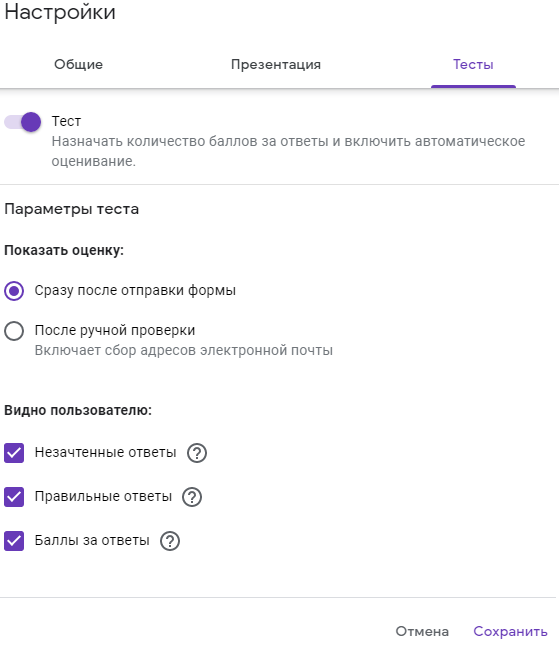 Настройки
Общие Презентация Тесты
Тест
Назначать количество баллов за ответы и включить автоматическое
оценивание.
Параметры теста
Показать оценку:
Сразу после отправки формы
После ручной проверки
Включает сбор адресов электронной почты
Видно пользователю:
Незачтенные ответы ?
Правильные ответы ?
Баллы за ответы ?
Отмена Сохранить